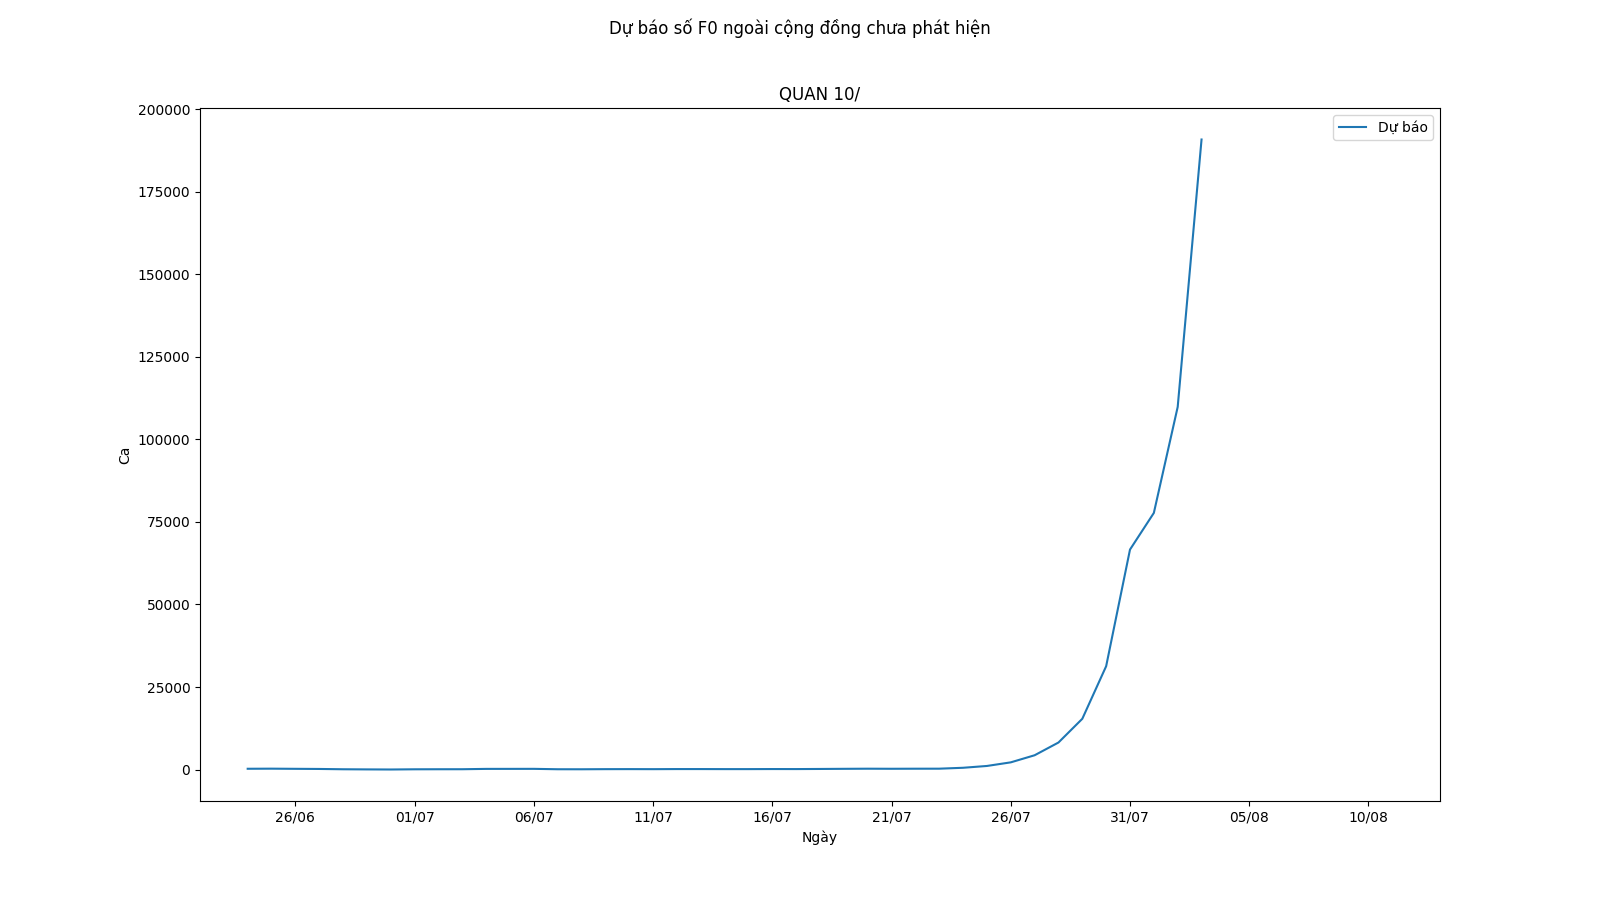 Dự báo số F0 ngoài cộng đồng chưa phát hiện
QUAN 10/
Dự báo
200000
175000
150000
125000
100000
75000
50000
25000
0
Ca
26/06 01/07 06/07 11/07 16/07 21/07 26/07 31/07 05/08 10/08
Ngày